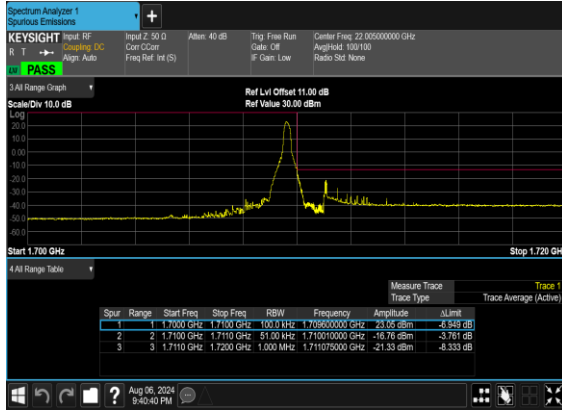 Spectrum Analyzer 1
Spurious Emissions
KEYSIGHT Input: RF Input Z: 50 Ω Atten: 40 dB Trig: Free Run Center Freq: 22.005000000 GHz
R T Coupling: DC Corr CCorr Gate: Off Avg|Hold: 100/100
Align: Auto Freq Ref: Int (S) IF Gain: Low Radio Std: None
PASS
3 All Range Graph
Ref Lvl Offset 11.00 dB
Scale/Div 10.0 dB Ref Value 30.00 dBm
Log
20.0
10.0
0.00
-10.0
-20.0
-30.0
-40.0
-50.0
-60.0
Start 1.700 GHz Stop 1.720 GH
4 All Range Table
Measure Trace Trace 1
Trace Type Trace Average (Active)
Spur Range Start Freq Stop Freq RBW Frequency Amplitude ΔLimit
1 1 1.7000 GHz 1.7100 GHz 100.0 kHz 1.709600000 GHz 23.05 dBm -6.949 dB
2 2 1.7100 GHz 1.7110 GHz 51.00 kHz 1.710010000 GHz -16.76 dBm -3.761 dB
3 3 1.7110 GHz 1.7200 GHz 1.000 MHz 1.711075000 GHz -21.33 dBm -8.333 dB
? Aug 06, 2024
9:40:40 PM